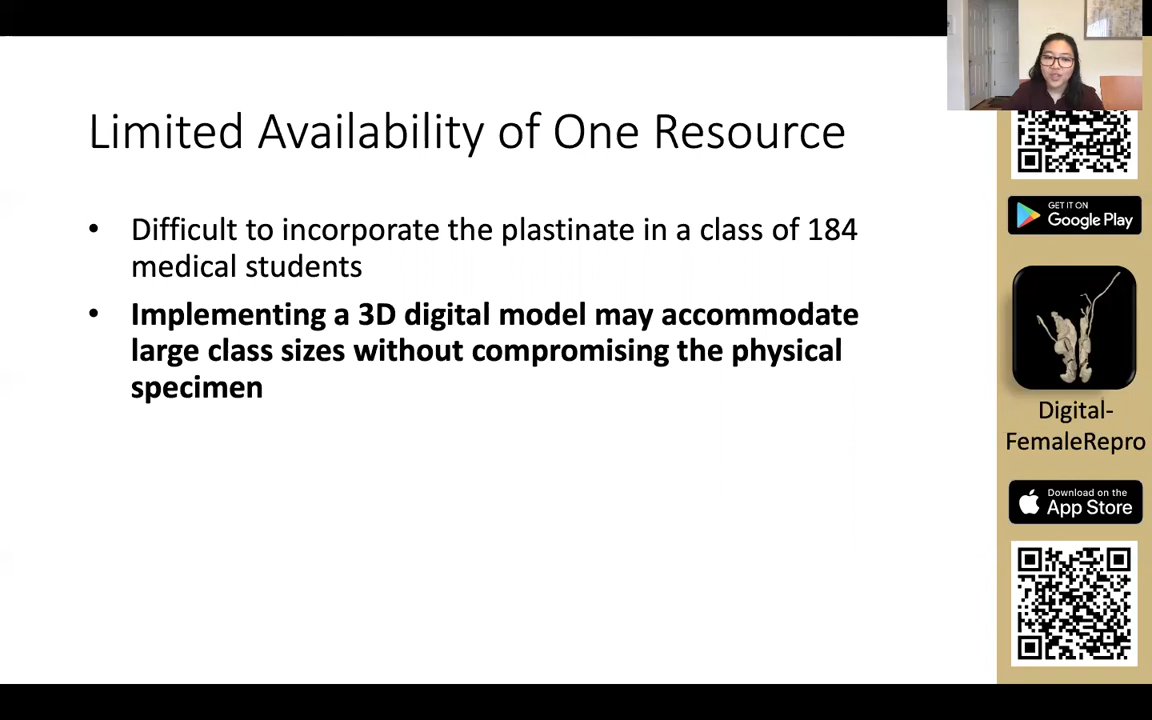 Limited Availability of One Resource
• Difficult to incorporate the plastinate in a class of 184
medical students
• Implementing a 3D digital model may accommodate
large class sizes without compromising the physical
specimen
GET IT ON
Google Play
Digital-
FemaleRepro
Download on the
App Store